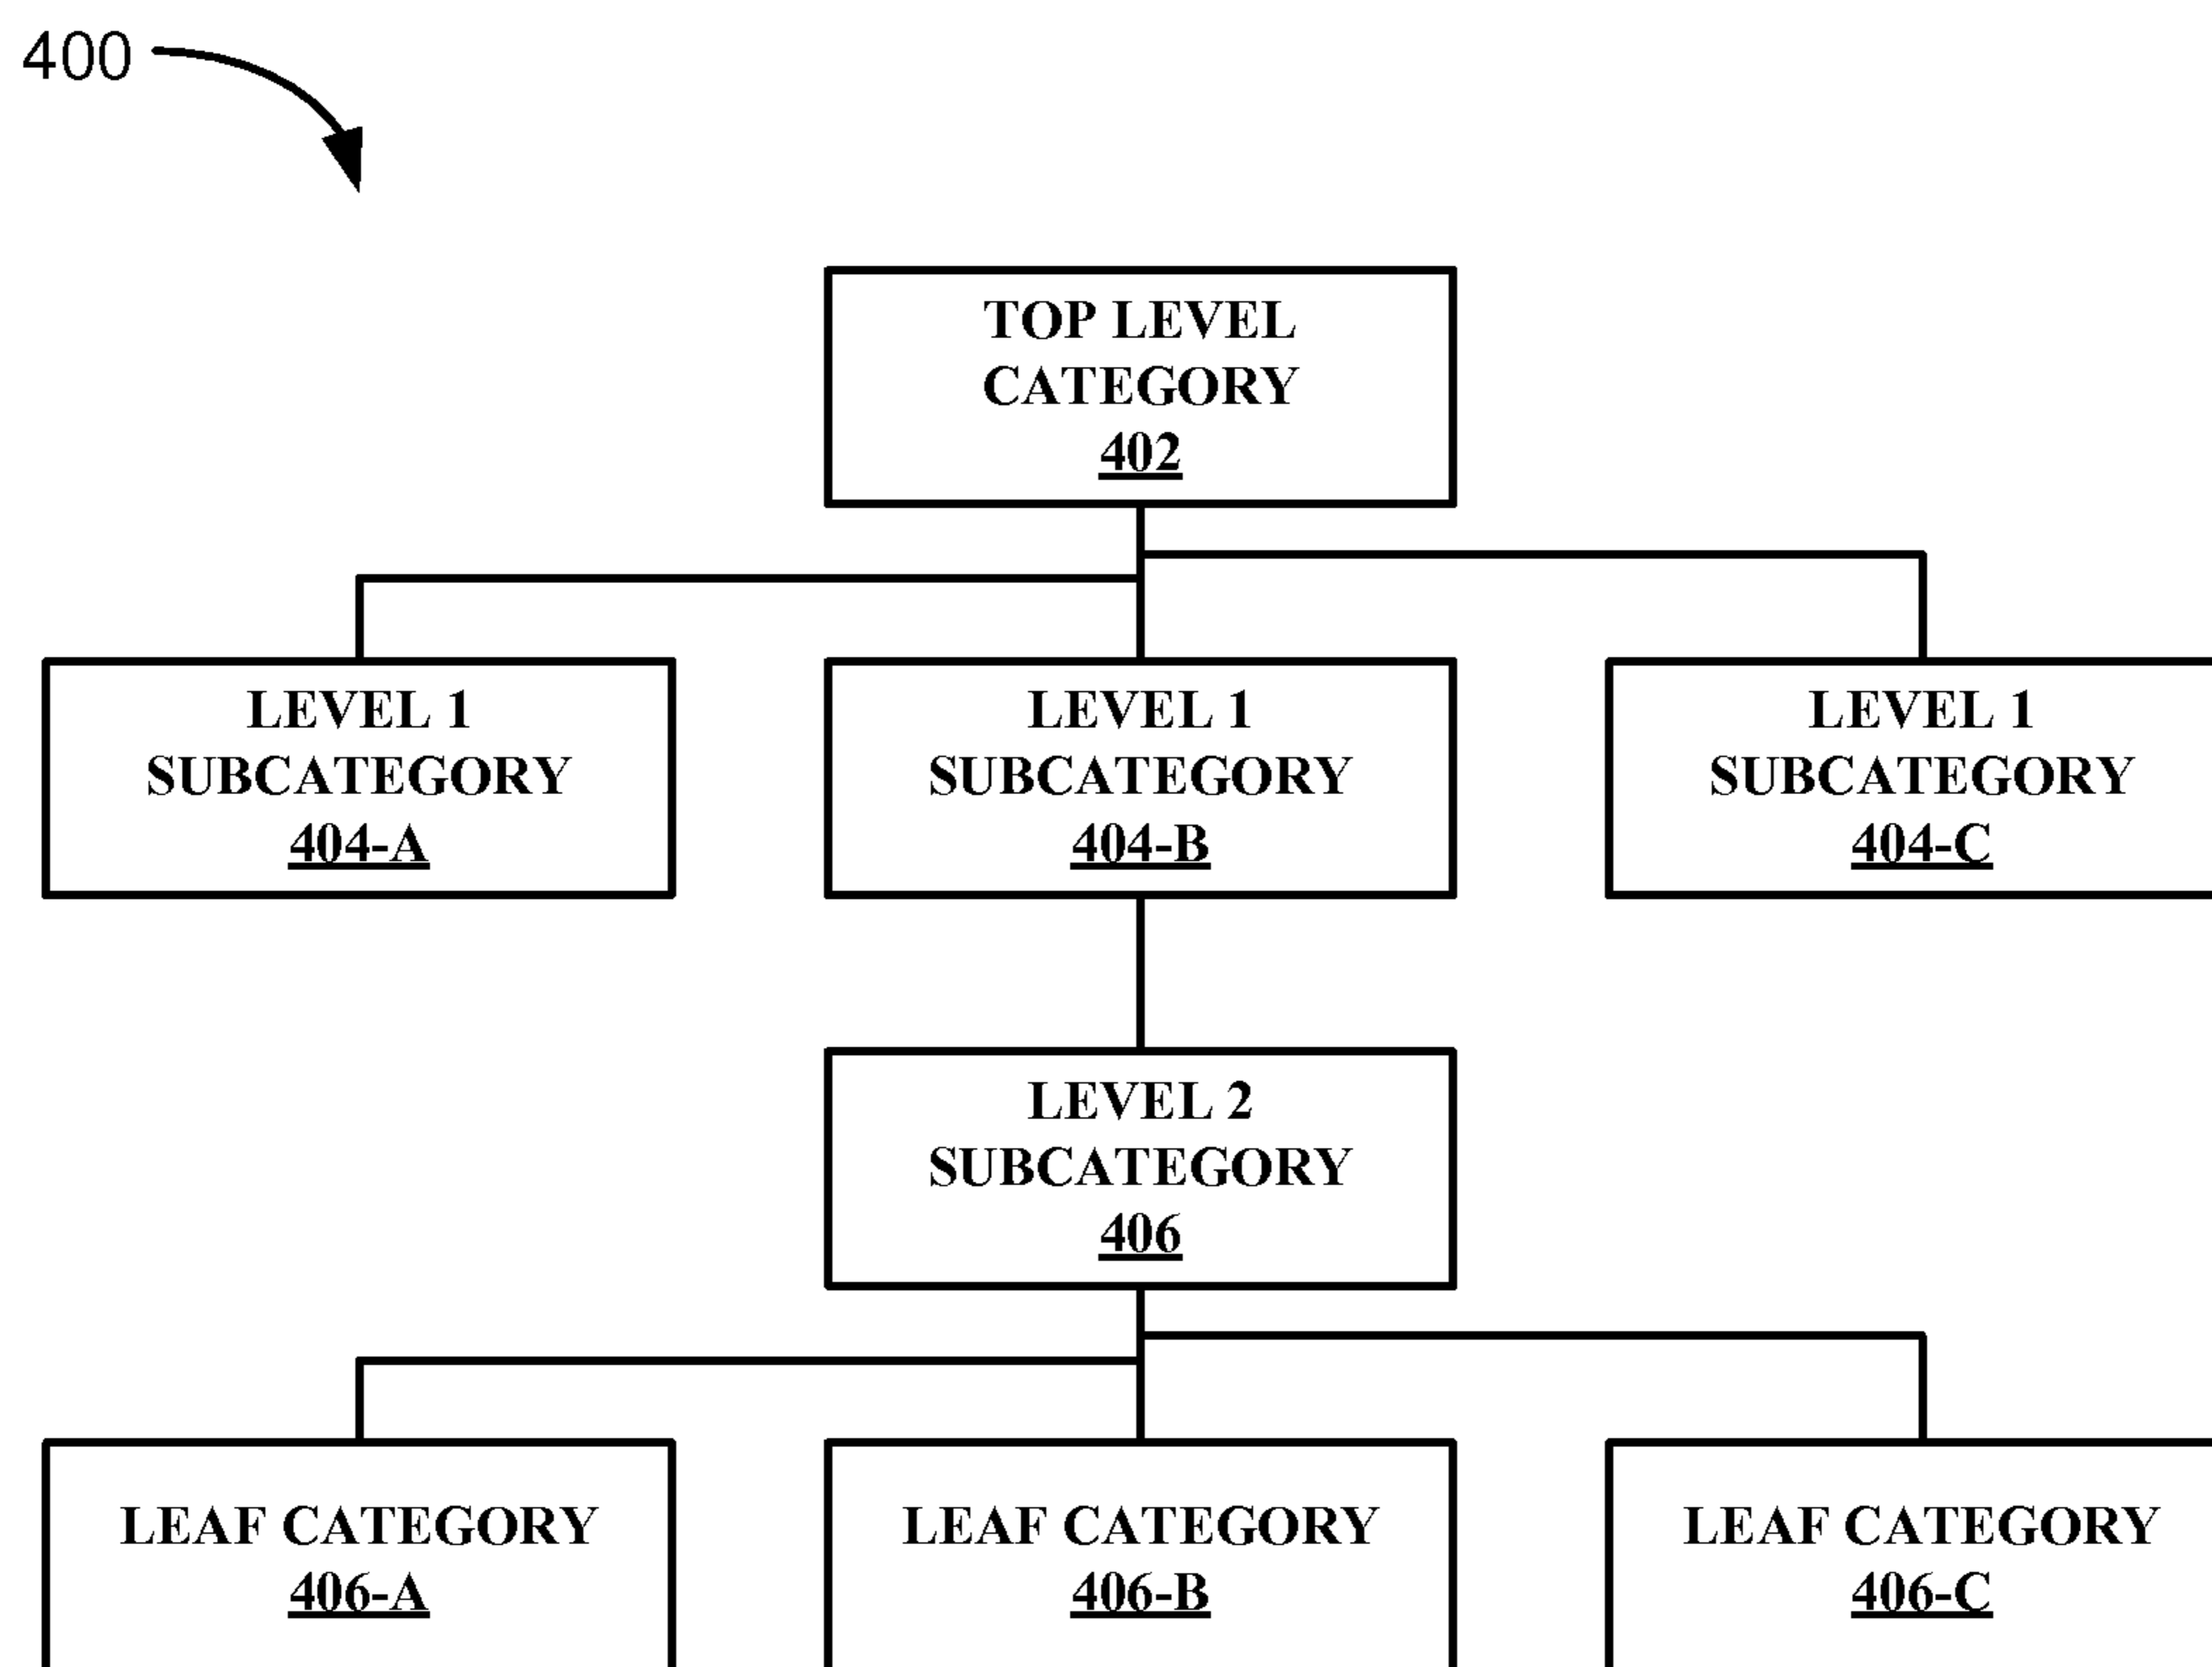 400
TOP LEVEL
CATEGORY
402
LEVEL 1
SUBCATEGORY
404-A
LEVEL 1
SUBCATEGORY
404-B
LEVEL 1
SUBCATEGORY
404-C
LEVEL 2
SUBCATEGORY
406
LEAF CATEGORY
406-A
LEAF CATEGORY
406-B
LEAF CATEGORY
406-C